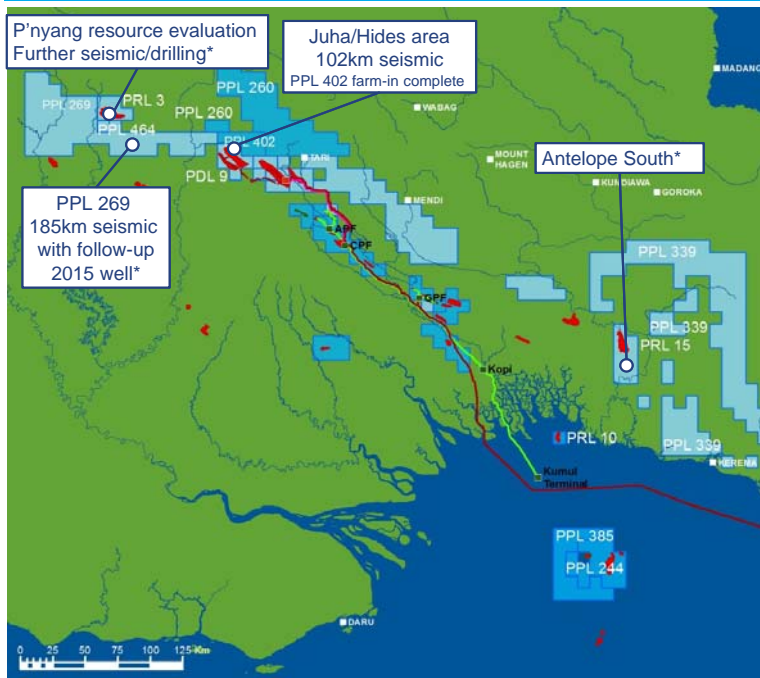 P'nyang resource evaluation
Further seismic/drilling*
Juha/Hides area
102km seismic
PPL 402 farm-in complete
MADANG
PPL 269
PRL 3
PPL 260
PPL 260
WABAG
PPL 464
PPL 402
TARI
MOUNT
HAGEN
Antelope South*
PDL 9
KUNDIAWA
GOROKA
MENDI
PPL 269
185km seismic
with follow-up
2015 well*
APF
CPF
PPL 339
GPF
PPL 339
PRL 15
Kopi
PRL 10
PPL 339
KEREMA
Kumul
Terminal
PPL 385
PPL 244
DARU
0 25 50 75 100 125 Km